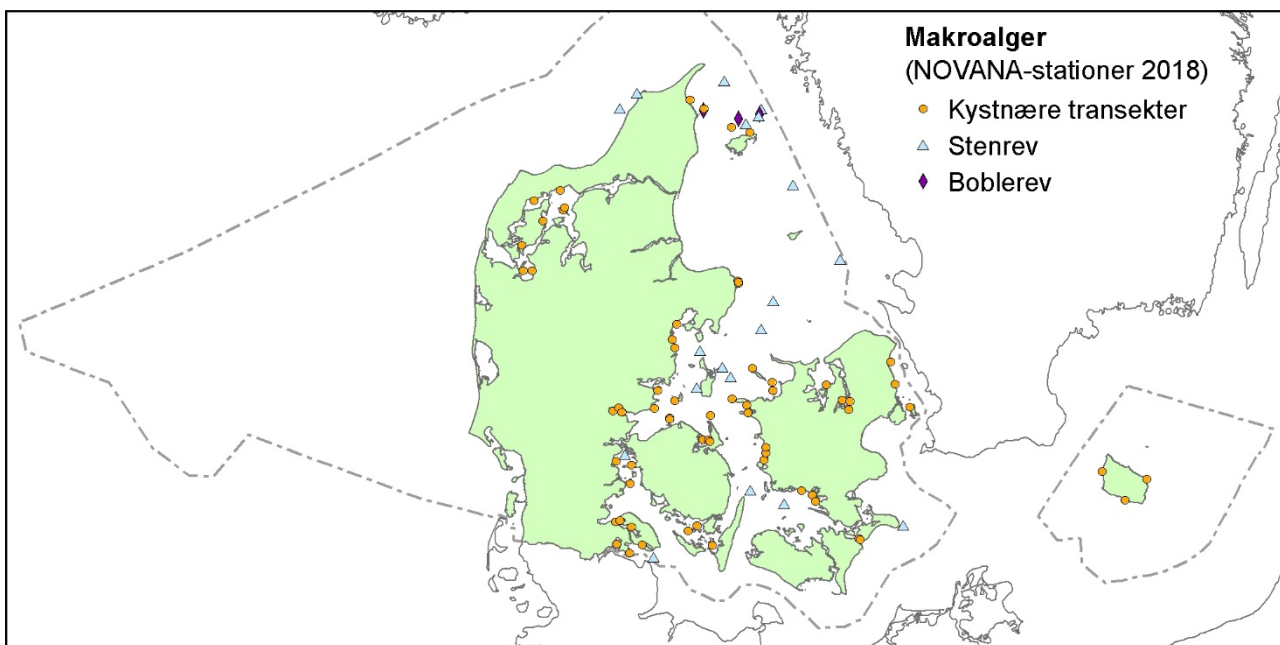 Makroalger
(NOVANA-stationer 2018)
Kystnære transekter
Stenrev
Boblerev